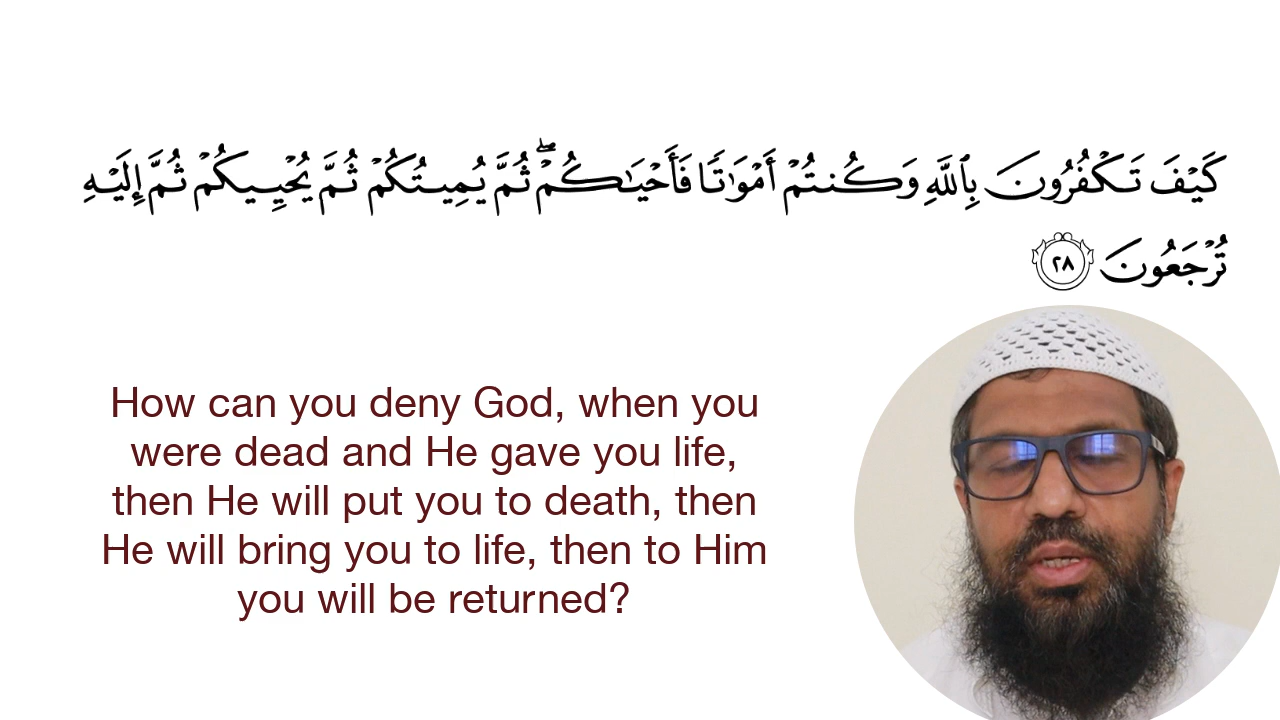 كَيْفَ تَكْفُرُونَ بِٱللَّهِ وَكُنتُمْ أَمْوَٰتًا فَأَحْيَـٰكُمْ ۖ ثُمَّ يُمِيتُكُمْ ثُمَّ يُحْيِيكُمْ ثُمَّ إِلَيْهِ
تُرْجَعُونَ ٢٨
How can you deny God, when you
were dead and He gave you life,
then He will put you to death, then
He will bring you to life, then to Him
you will be returned?